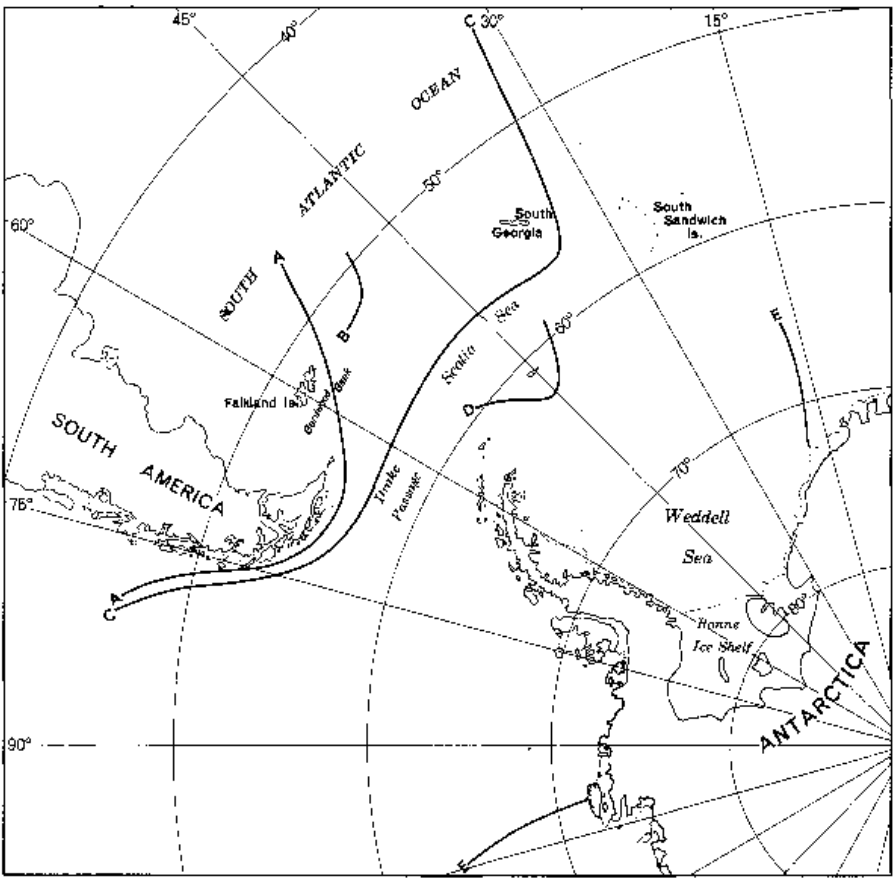 45°
40°
C
30°
15°
OCEAN
ATLANTIC
50°
60°
South
Georgia
South
Sandwich
Is.
A
SOUTH
B
Scotia Sea
60°
E
Falkland Is.
Bank
D
SOUTH AMERICA
Drake
Passage
70°
Weddell
Sea
75°
A
C
80°
Ronne
Ice Shelf
ANTARCTICA
90°